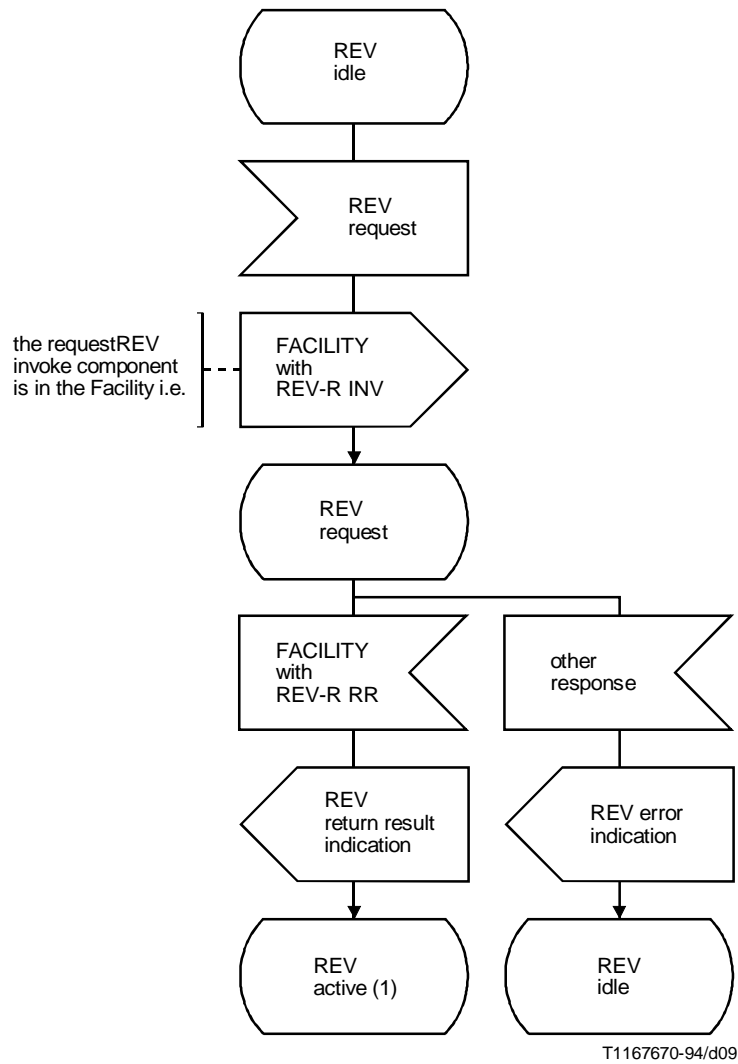 REV
idle
REV
request
the requestREV
invoke component
is in the Facility i.e.
FACILITY
with
REV-R INV
REV
request
FACILITY
with
REV-R RR
other
response
REV
return result
indication
REV error
indication
REV
active (1)
REV
idle
T1167670-94/d09